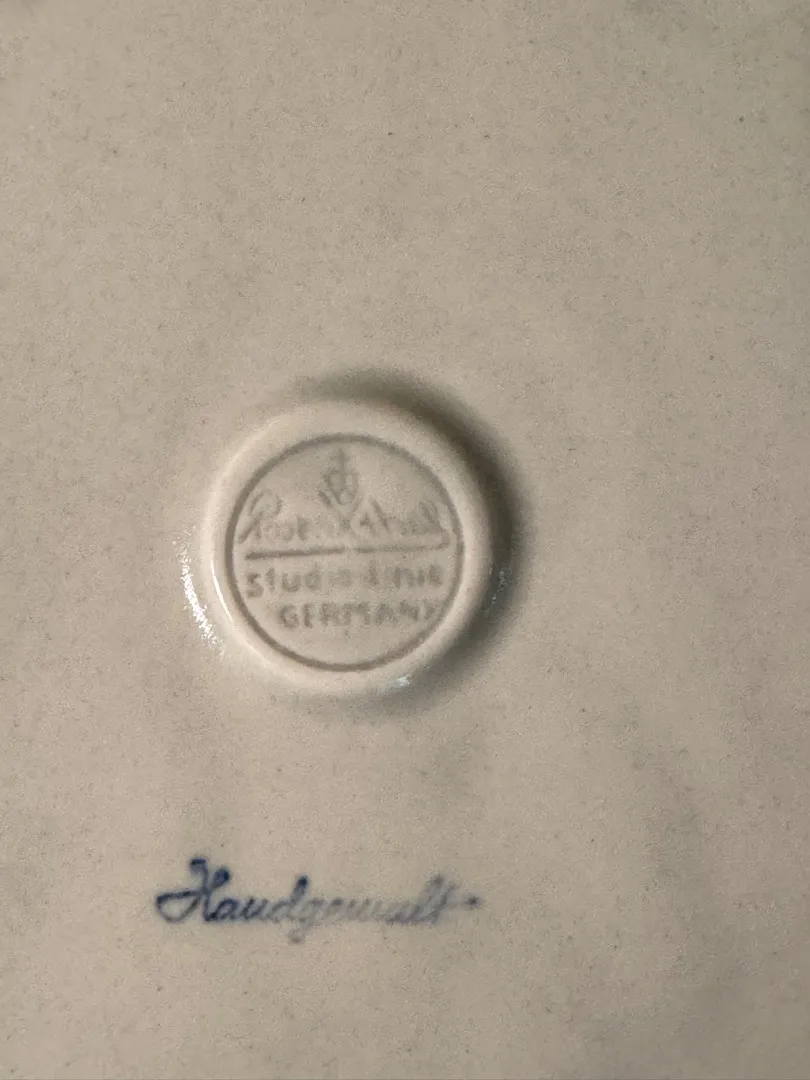 Rosenthal
Studio-Linie
GERMANY
Handgemalt